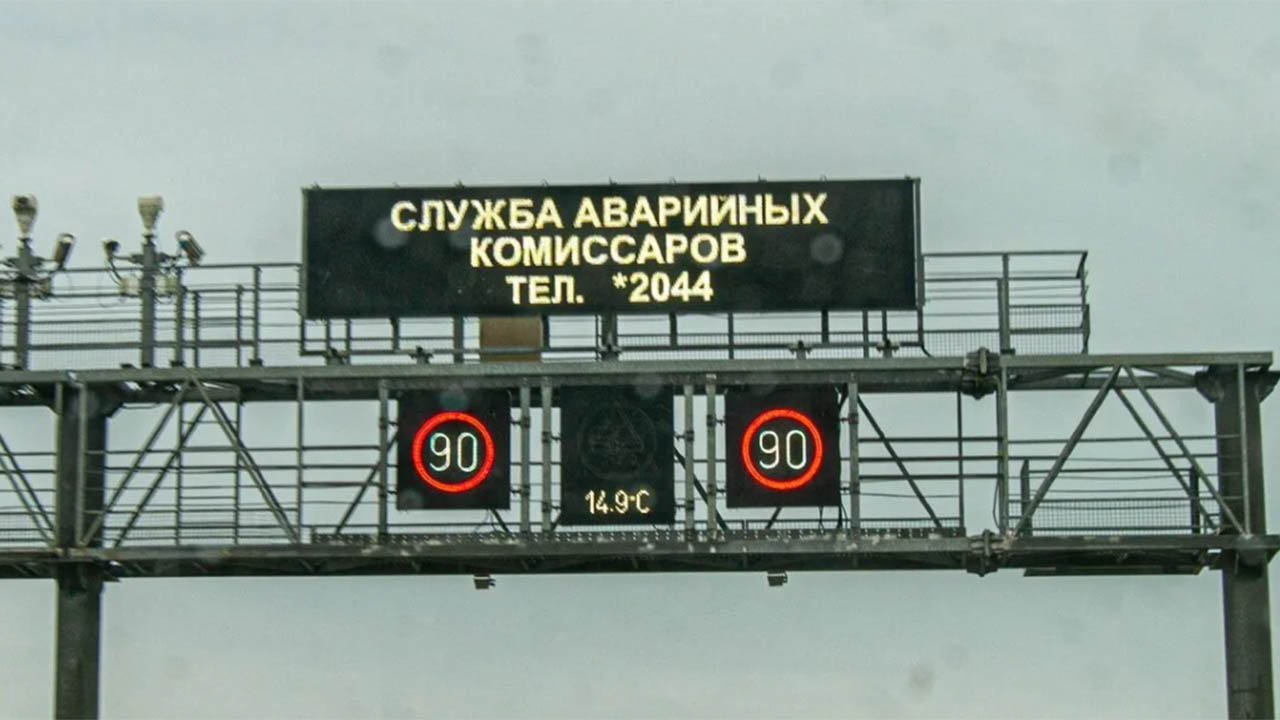 СЛУЖБА АВАРИЙНЫХ
КОМИССАРОВ
ТЕЛ. *2044
90
90
14.9°C